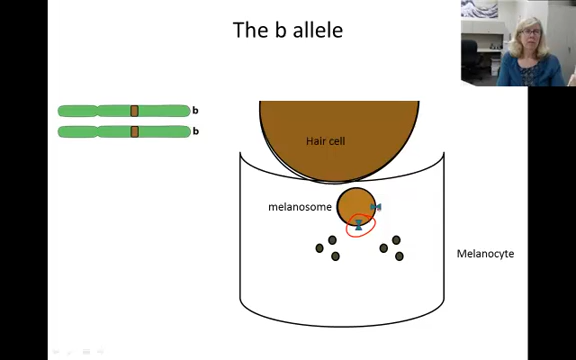 The b allele
b
b
Hair cell
melanosome
Melanocyte